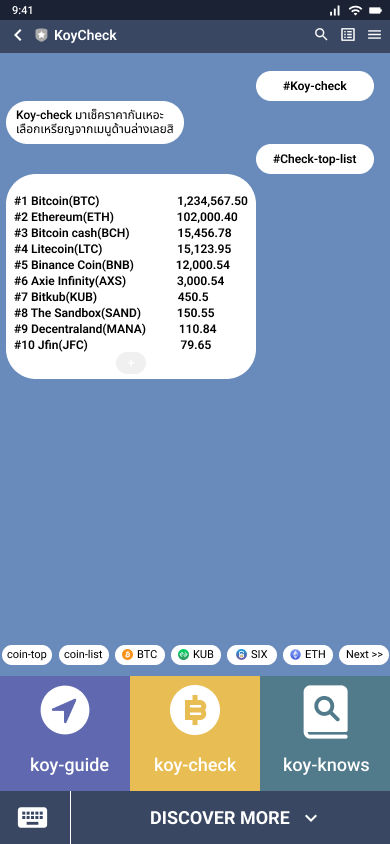 9:41
KoyCheck
#Koy-check
Koy-check มาเช็คราคากันเหอะ
เลือกเหรียญจากเมนูด้านล่างเลยสิ
#Check-top-list
#1 Bitcoin(BTC) 1,234,567.50
#2 Ethereum(ETH) 102,000.40
#3 Bitcoin cash(BCH) 15,456.78
#4 Litecoin(LTC) 15,123.95
#5 Binance Coin(BNB) 12,000.54
#6 Axie Infinity(AXS) 3,000.54
#7 Bitkub(KUB) 450.5
#8 The Sandbox(SAND) 150.55
#9 Decentraland(MANA) 110.84
#10 Jfin(JFC) 79.65
+
coin-top coin-list BTC KUB SIX ETH Next >>
koy-guide koy-check koy-knows
DISCOVER MORE